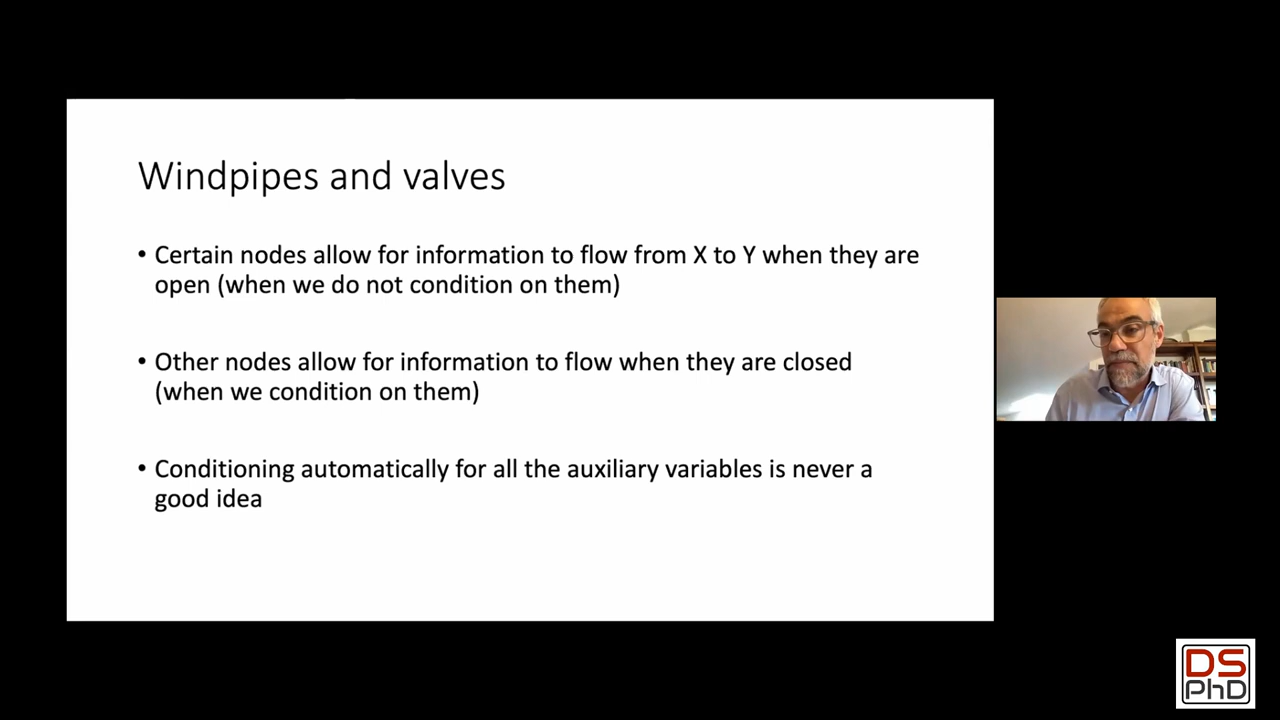 Windpipes and valves
• Certain nodes allow for information to flow from X to Y when they are
open (when we do not condition on them)
• Other nodes allow for information to flow when they are closed
(when we condition on them)
• Conditioning automatically for all the auxiliary variables is never a
good idea
DS
PhD